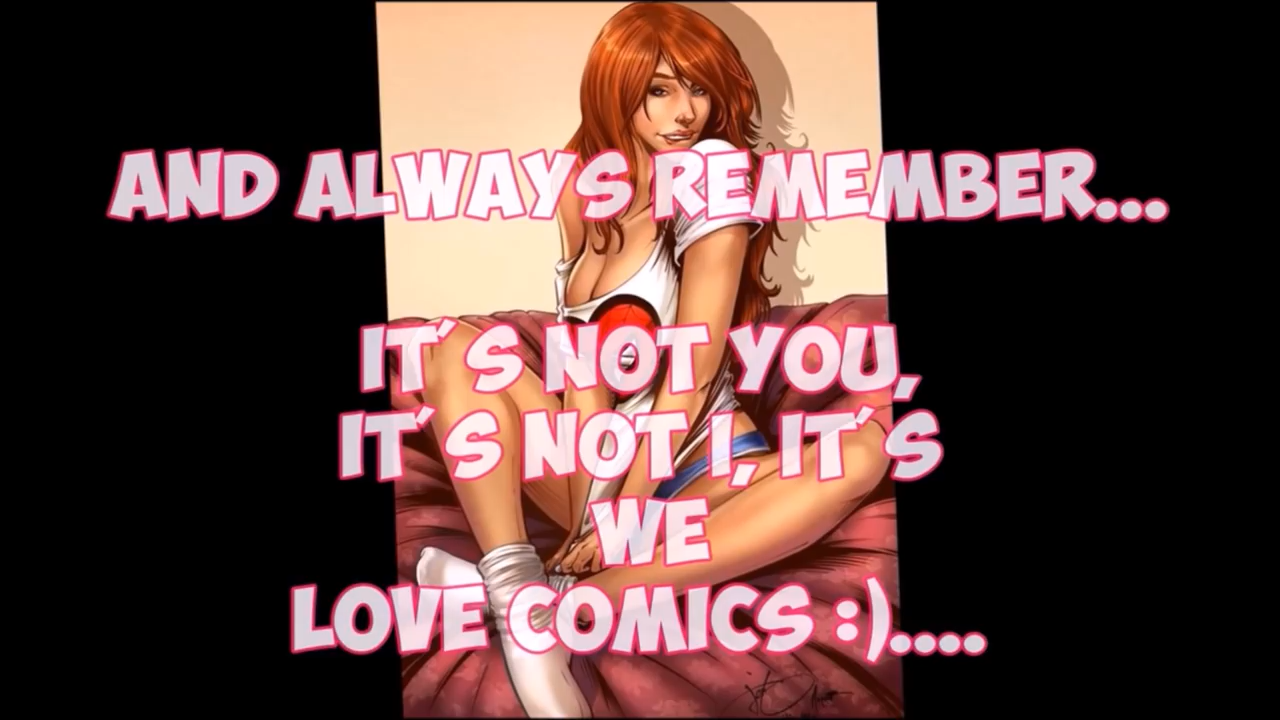 AND ALWAYS REMEMBER...
IT'S NOT YOU,
IT'S NOT I, IT'S
WE
LOVE COMICS :)....